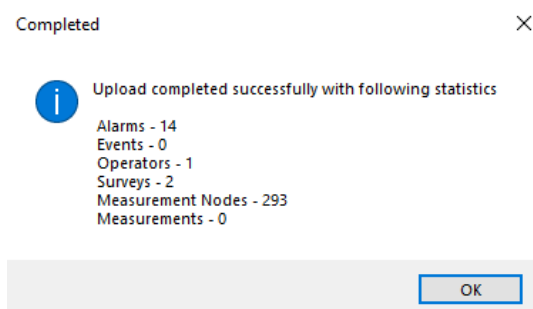 Completed
Upload completed successfully with following statistics
Alarms - 14
Events - 0
Operators - 1
Surveys - 2
Measurement Nodes - 293
Measurements - 0
OK